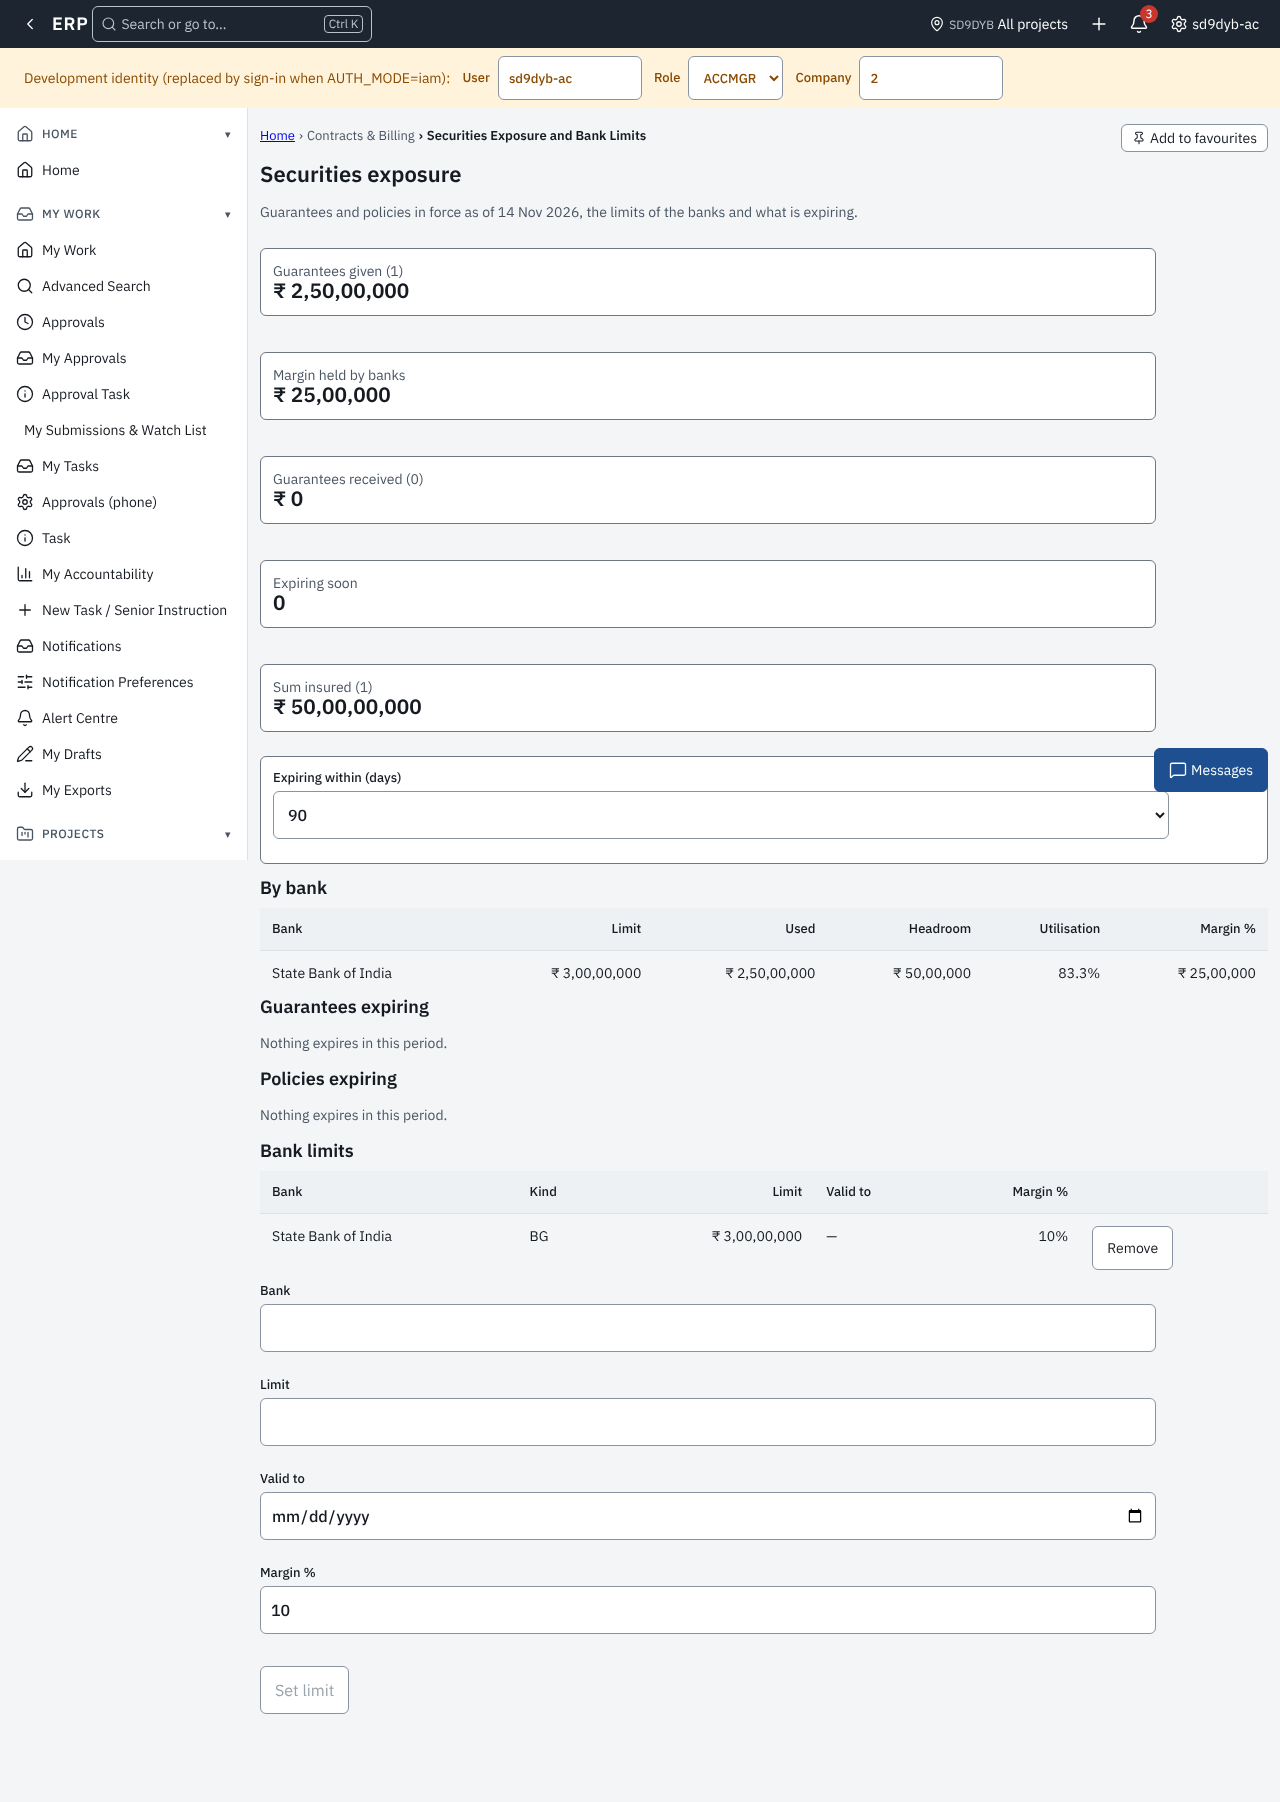 ERP
Search or go to...
Ctrl K
SD9DYB All projects
3
sd9dyb-ac
Development identity (replaced by sign-in when AUTH_MODE=iam): User sd9dyb-ac Role ACCMGR Company 2
HOME
Home
MY WORK
My Work
Advanced Search
Approvals
My Approvals
Approval Task
My Submissions & Watch List
My Tasks
Approvals (phone)
Task
My Accountability
New Task / Senior Instruction
Notifications
Notification Preferences
Alert Centre
My Drafts
My Exports
PROJECTS
Home › Contracts & Billing › Securities Exposure and Bank Limits
Add to favourites
Securities exposure
Guarantees and policies in force as of 14 Nov 2026, the limits of the banks and what is expiring.
Guarantees given (1)
₹ 2,50,00,000
Margin held by banks
₹ 25,00,000
Guarantees received (0)
₹ 0
Expiring soon
0
Sum insured (1)
₹ 50,00,00,000
Messages
Expiring within (days)
90
By bank
Bank Limit Used Headroom Utilisation Margin %
State Bank of India ₹ 3,00,00,000 ₹ 2,50,00,000 ₹ 50,00,000 83.3% ₹ 25,00,000
Guarantees expiring
Nothing expires in this period.
Policies expiring
Nothing expires in this period.
Bank limits
Bank Kind Limit Valid to Margin %
State Bank of India BG ₹ 3,00,00,000 — 10% Remove
Bank
Limit
Valid to
mm/dd/yyyy
Margin %
10
Set limit